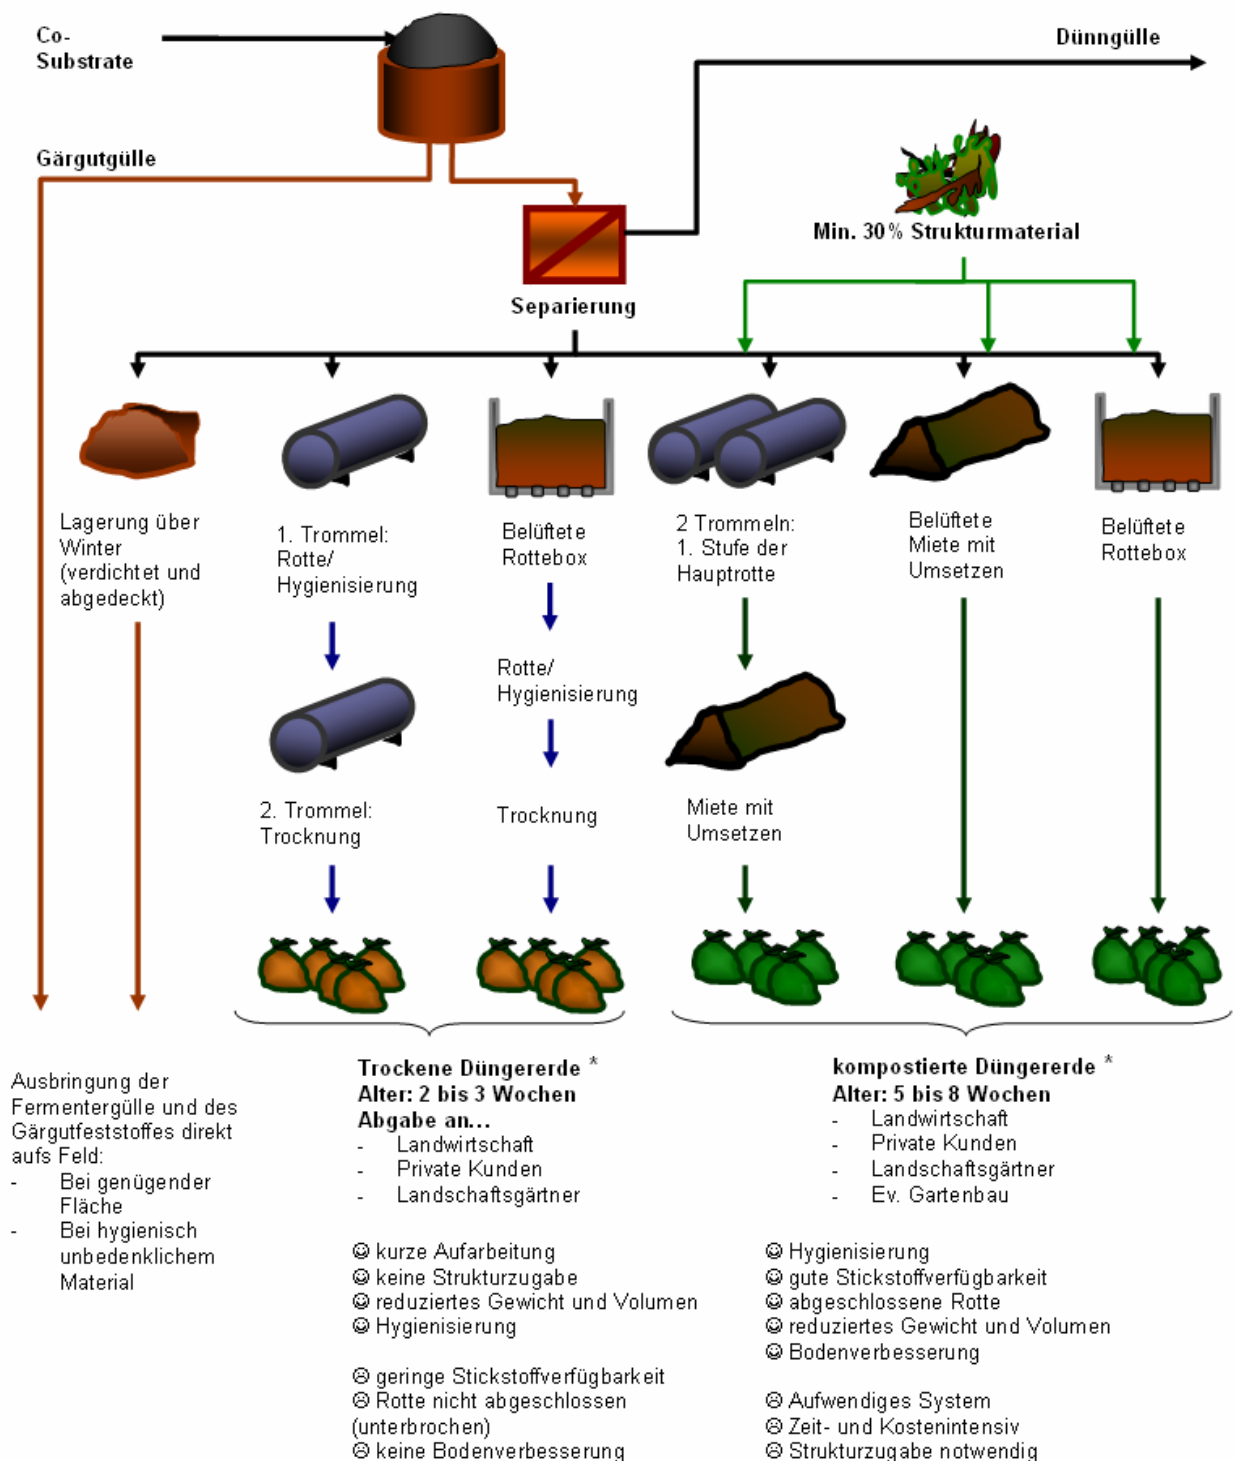 Co-
Substrate
Dünngülle
Gärgutgülle
Min. 30% Strukturmaterial
Separierung
Lagerung über
Winter
(verdichtet und
abgedeckt)
1. Trommel:
Rotte/
Hygienisierung
Belüftete
Rottebox
2 Trommeln:
1. Stufe der
Hauptrotte
Belüftete
Miete mit
Umsetzen
Belüftete
Rottebox
Rotte/
Hygienisierung
2. Trommel:
Trocknung
Trocknung
Miete mit
Umsetzen
Ausbringung der
Fermentergülle und des
Gärgutfeststoffes direkt
aufs Feld:
- Bei genügender
Fläche
- Bei hygienisch
unbedenklichem
Material
Trockene Düngererde *
Alter: 2 bis 3 Wochen
Abgabe an...
- Landwirtschaft
- Private Kunden
- Landschaftsgärtner
☺ kurze Aufarbeitung
☺ keine Strukturzugabe
☺ reduziertes Gewicht und Volumen
☺ Hygienisierung
☹ geringe Stickstoffverfügbarkeit
☹ Rotte nicht abgeschlossen
(unterbrochen)
☹ keine Bodenverbesserung
kompostierte Düngererde *
Alter: 5 bis 8 Wochen
- Landwirtschaft
- Private Kunden
- Landschaftsgärtner
- Ev. Gartenbau
☺ Hygienisierung
☺ gute Stickstoffverfügbarkeit
☺ abgeschlossene Rotte
☺ reduziertes Gewicht und Volumen
☺ Bodenverbesserung
☹ Aufwendiges System
☹ Zeit- und Kostenintensiv
☹ Strukturzugabe notwendig